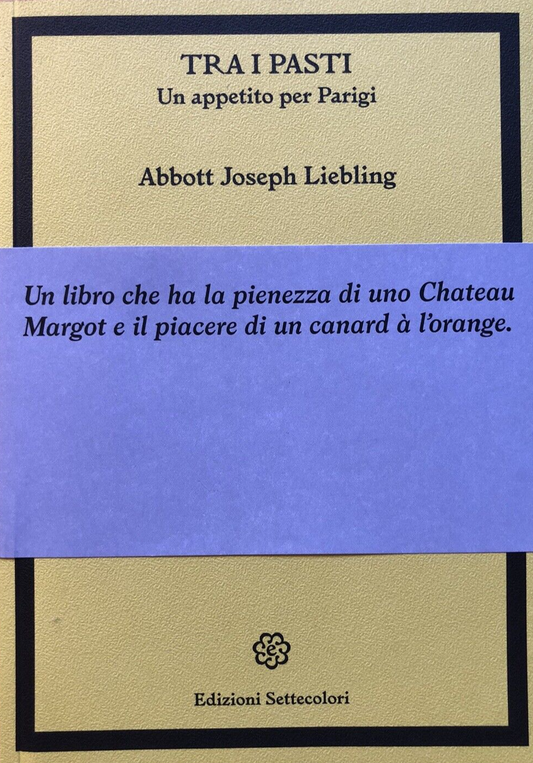 TRA I PASTI
Un appetito per Parigi
Abbott Joseph Liebling
Un libro che ha la pienezza di uno Chateau
Margot e il piacere di un canard à l'orange.
e
Edizioni Settecolori